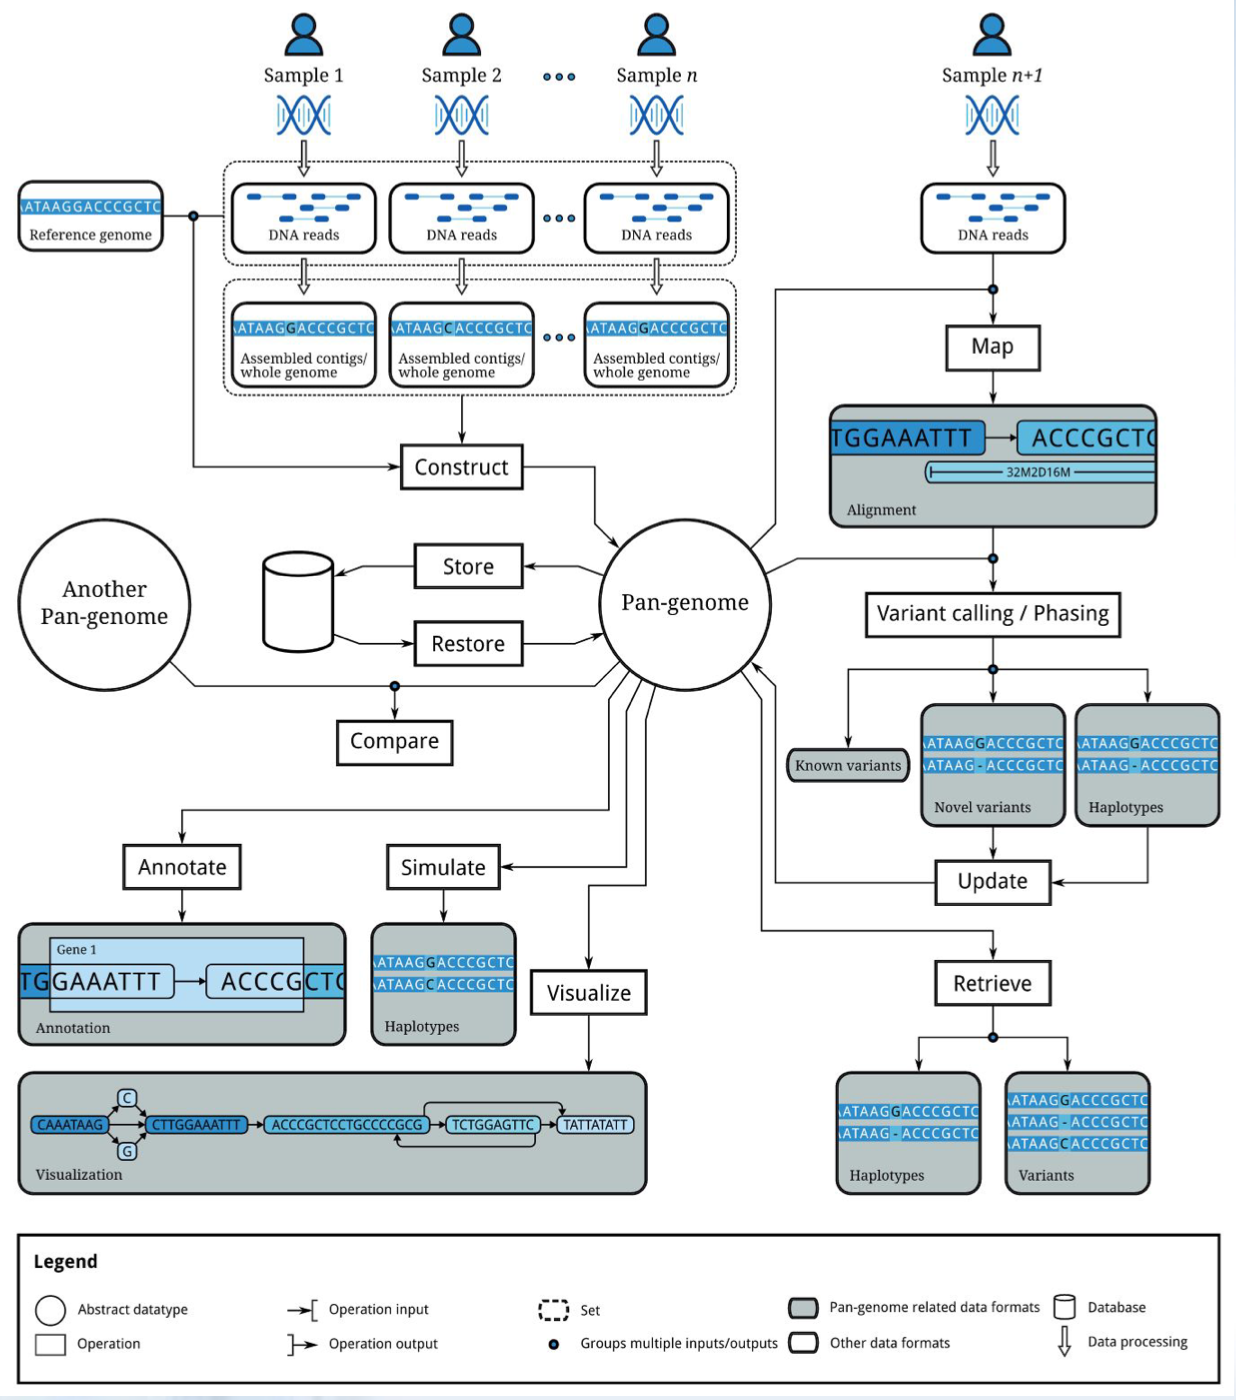 Sample 1
Sample 2
Sample n
Sample n+1
ATAAGGACCCGCTC
Reference genome
DNA reads
DNA reads
DNA reads
DNA reads
ATAAGGACCCGCTC
Assembled contigs/
whole genome
ATAAGCACCCGCTC
Assembled contigs/
whole genome
ATAAGGACCCGCTC
Assembled contigs/
whole genome
Map
TGGAAATTT
ACCCGCTC
32M2D16M
Alignment
Construct
Another
Pan-genome
Store
Restore
Pan-genome
Compare
Variant calling / Phasing
Known variants
ATAAGGACCCGCTC
ATAAG-ACCCGCTC
Novel variants
ATAAGGACCCGCTC
ATAAG-ACCCGCTC
Haplotypes
Update
Annotate
Simulate
Visualize
Retrieve
Gene 1
TGGAAATTT
ACCCGCTC
Annotation
ATAAGGACCCGCTC
ATAAGCACCCGCTC
Haplotypes
CAAATAAG
C
G
CTTGGAAATTT
ACCCGCTCCTGCCCCGCG
TCTGGAGTTC
TATTATATT
Visualization
ATAAGGACCCGCTC
ATAAG-ACCCGCTC
Haplotypes
ATAAGGACCCGCTC
ATAAG-ACCCGCTC
ATAAGCACCCGCTC
Variants
Legend
Abstract datatype
Operation input
Set
Pan-genome related data formats
Database
Operation
Operation output
Groups multiple inputs/outputs
Other data formats
Data processing